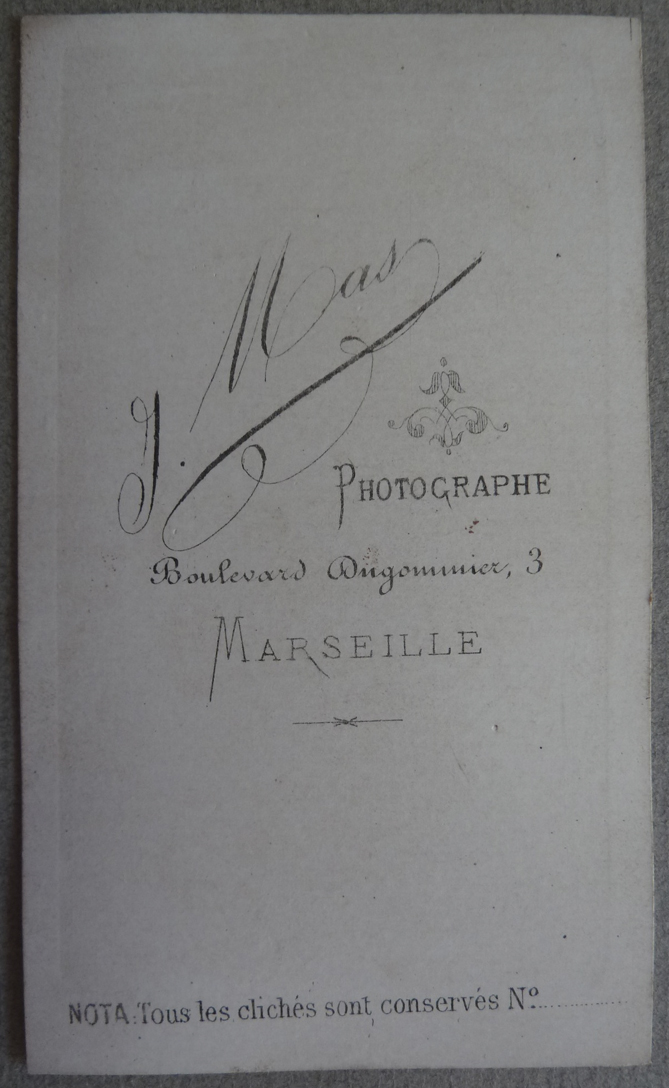 J. Mas
PHOTOGRAPHE
Boulevard Dugommier, 3
MARSEILLE
NOTA: Tous les clichés sont conservés Nº